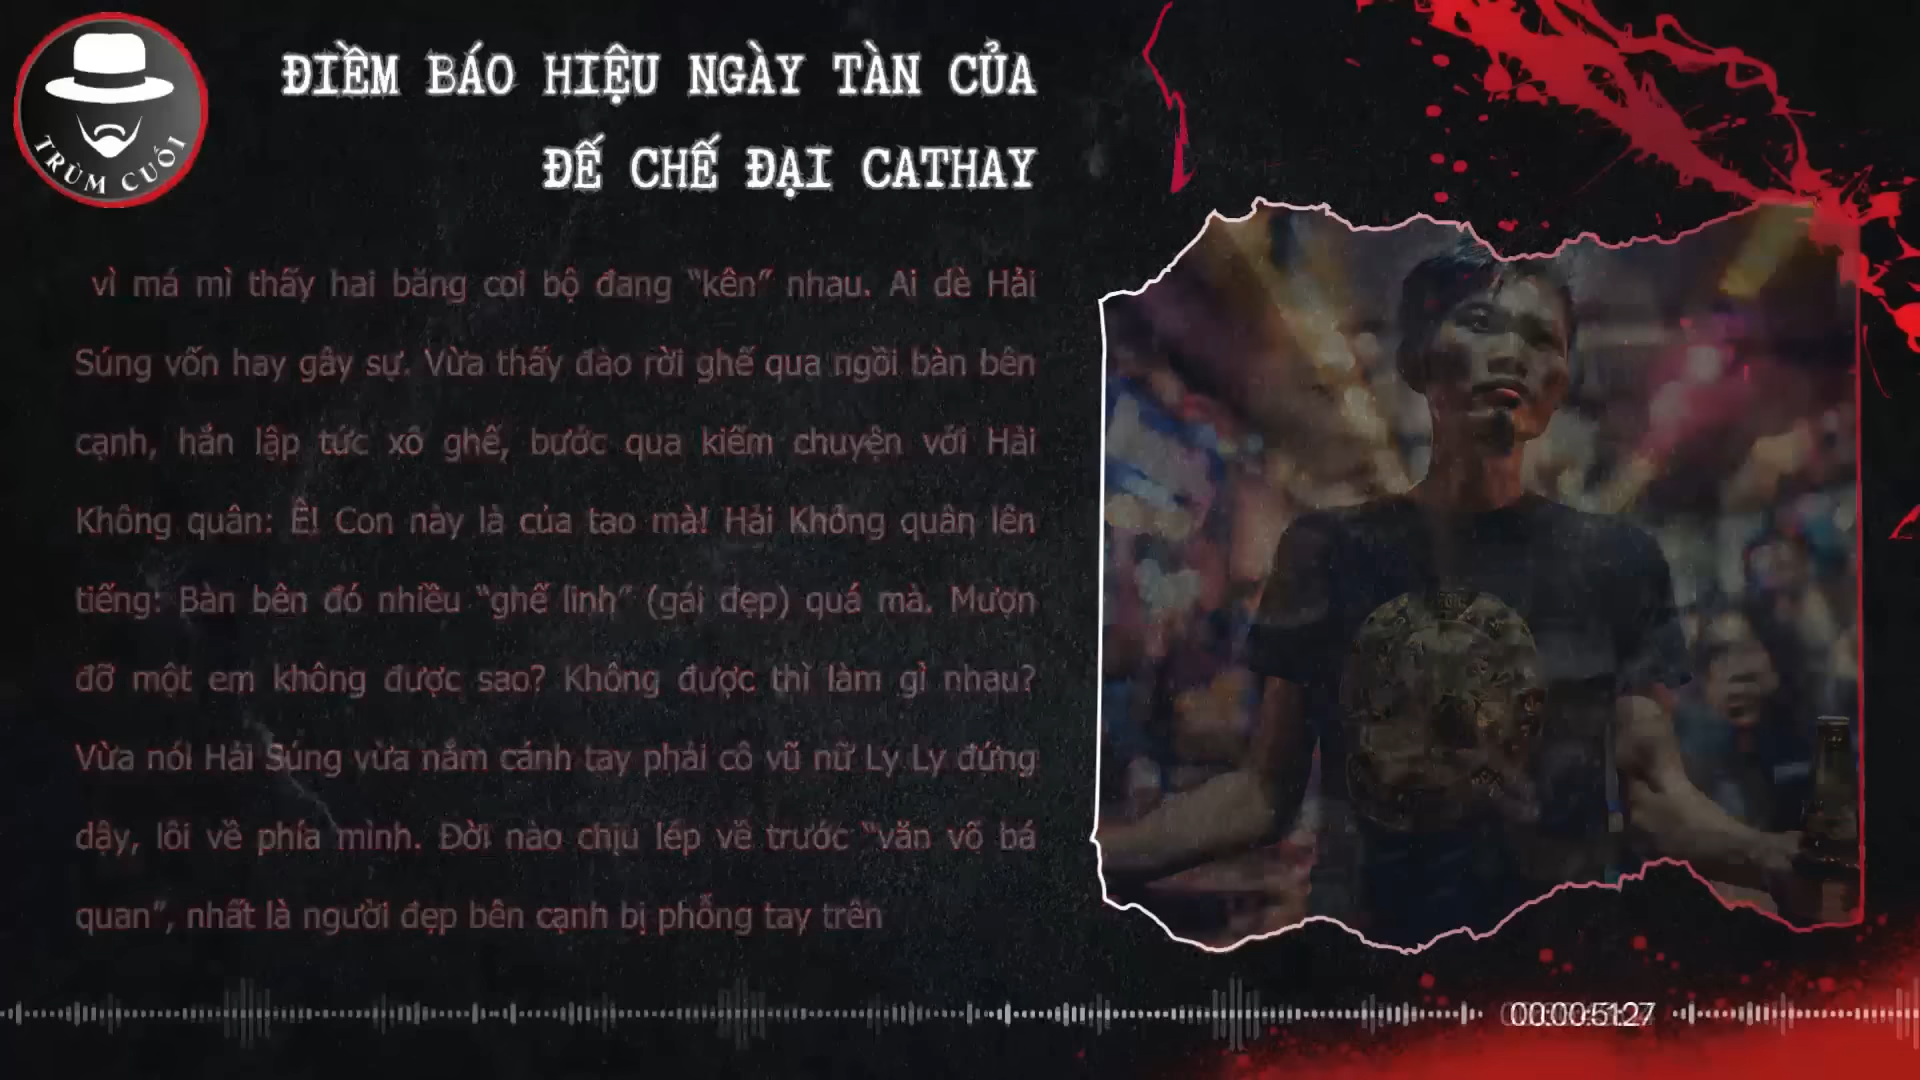 TRÙM CUỐI
ĐIỀM BÁO HIỆU NGÀY TÀN CỦA
ĐẾ CHẾ ĐẠI CATHAY
vì má mì thấy hai băng coi bộ đang “kên” nhau. Ai dè Hải
Súng vốn hay gây sự. Vừa thấy đào rời ghế qua ngồi bàn bên
cạnh, hắn lập tức xô ghế, bước qua kiếm chuyện với Hải
Không quân: Ê! Con này là của tao mà! Hải Không quân lên
tiếng: Bàn bên đó nhiều “ghế linh” (gái đẹp) quá mà. Mượn
đỡ một em không được sao? Không được thì làm gì nhau?
Vừa nói Hải Súng vừa nắm cánh tay phải cô vũ nữ Ly Ly đứng
dậy, lôi về phía mình. Đời nào chịu lép vế trước “văn võ bá
quan”, nhất là người đẹp bên cạnh bị phỗng tay trên